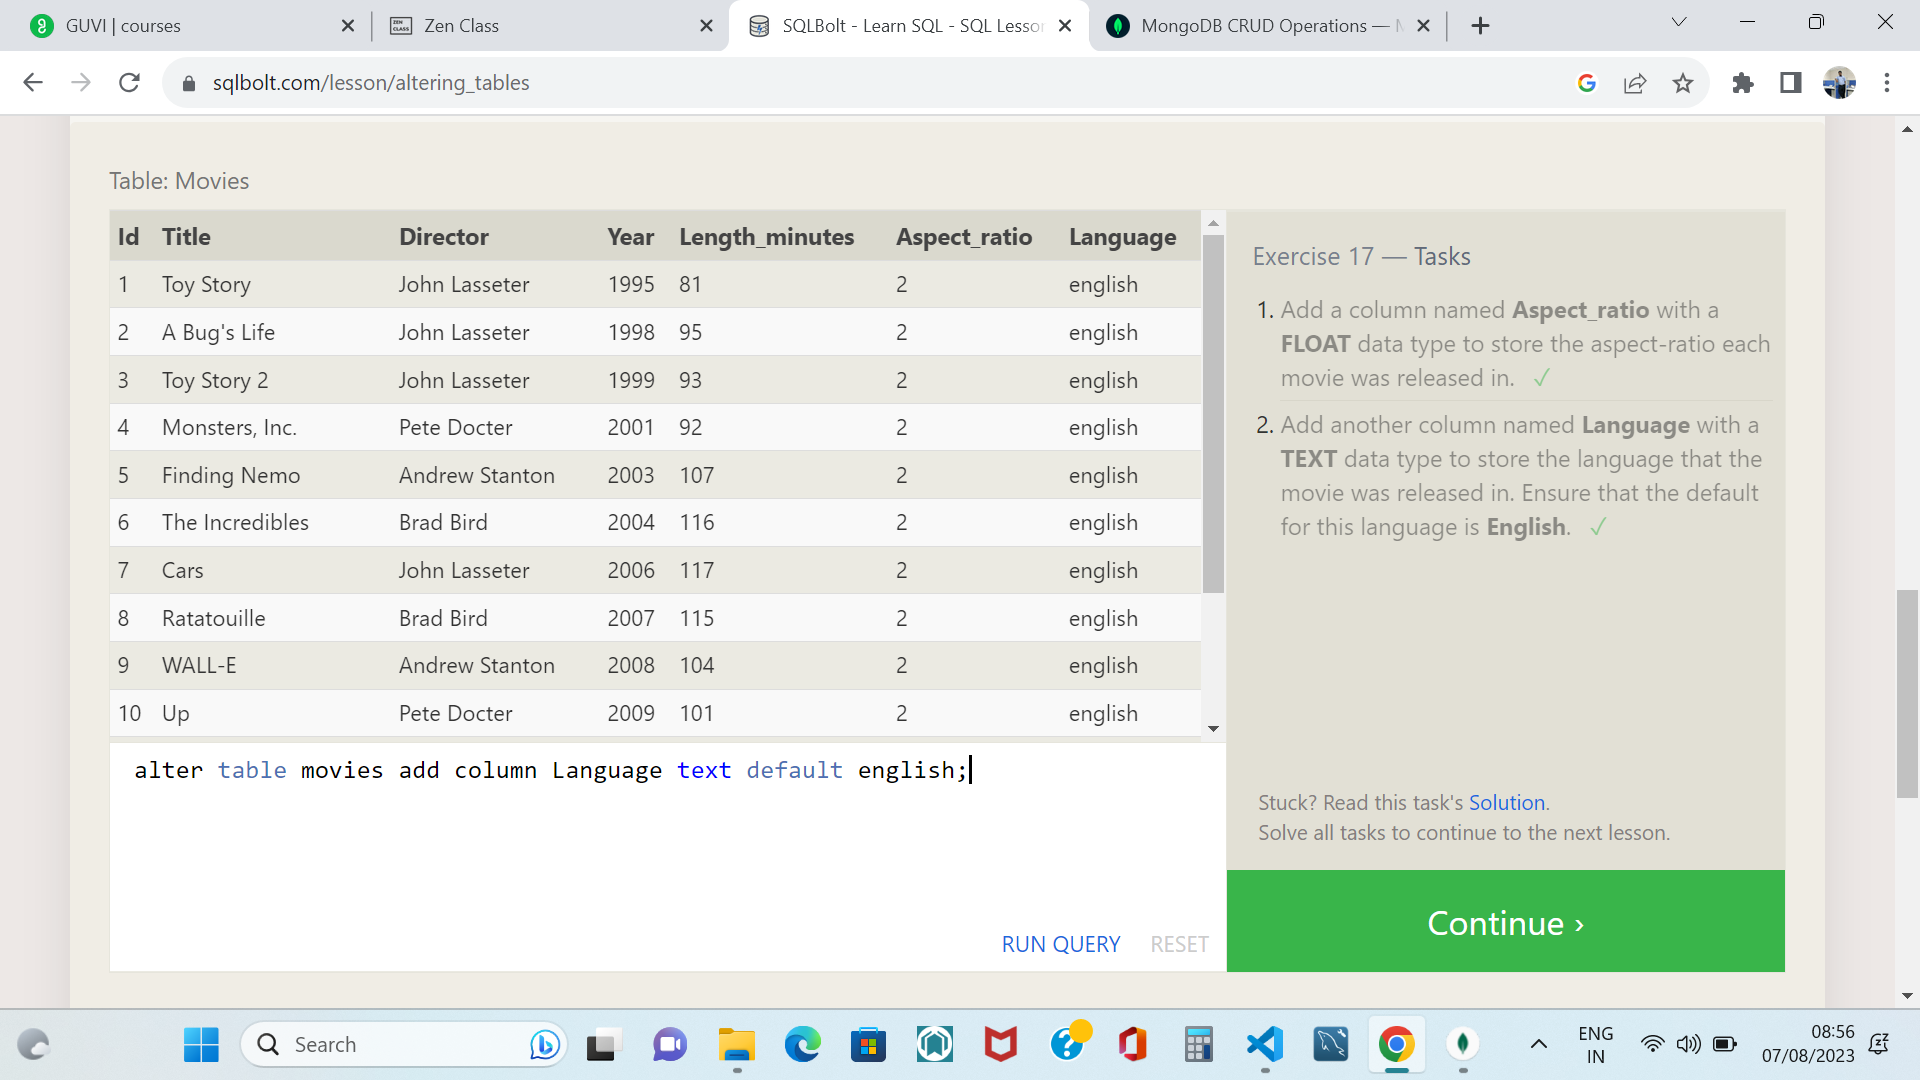 GUVI | courses
Zen Class
SQLBolt - Learn SQL - SQL Lesson
MongoDB CRUD Operations —
sqlbolt.com/lesson/altering_tables
Table: Movies
Id Title Director Year Length_minutes Aspect_ratio Language
1 Toy Story John Lasseter 1995 81 2 english
2 A Bug's Life John Lasseter 1998 95 2 english
3 Toy Story 2 John Lasseter 1999 93 2 english
4 Monsters, Inc. Pete Docter 2001 92 2 english
5 Finding Nemo Andrew Stanton 2003 107 2 english
6 The Incredibles Brad Bird 2004 116 2 english
7 Cars John Lasseter 2006 117 2 english
8 Ratatouille Brad Bird 2007 115 2 english
9 WALL-E Andrew Stanton 2008 104 2 english
10 Up Pete Docter 2009 101 2 english
alter table movies add column Language text default english;
RUN QUERY RESET
Exercise 17 — Tasks
1. Add a column named Aspect_ratio with a
FLOAT data type to store the aspect-ratio each
movie was released in. ✓
2. Add another column named Language with a
TEXT data type to store the language that the
movie was released in. Ensure that the default
for this language is English. ✓
Stuck? Read this task's Solution.
Solve all tasks to continue to the next lesson.
Continue ›
Search
ENG
IN
08:56
07/08/2023